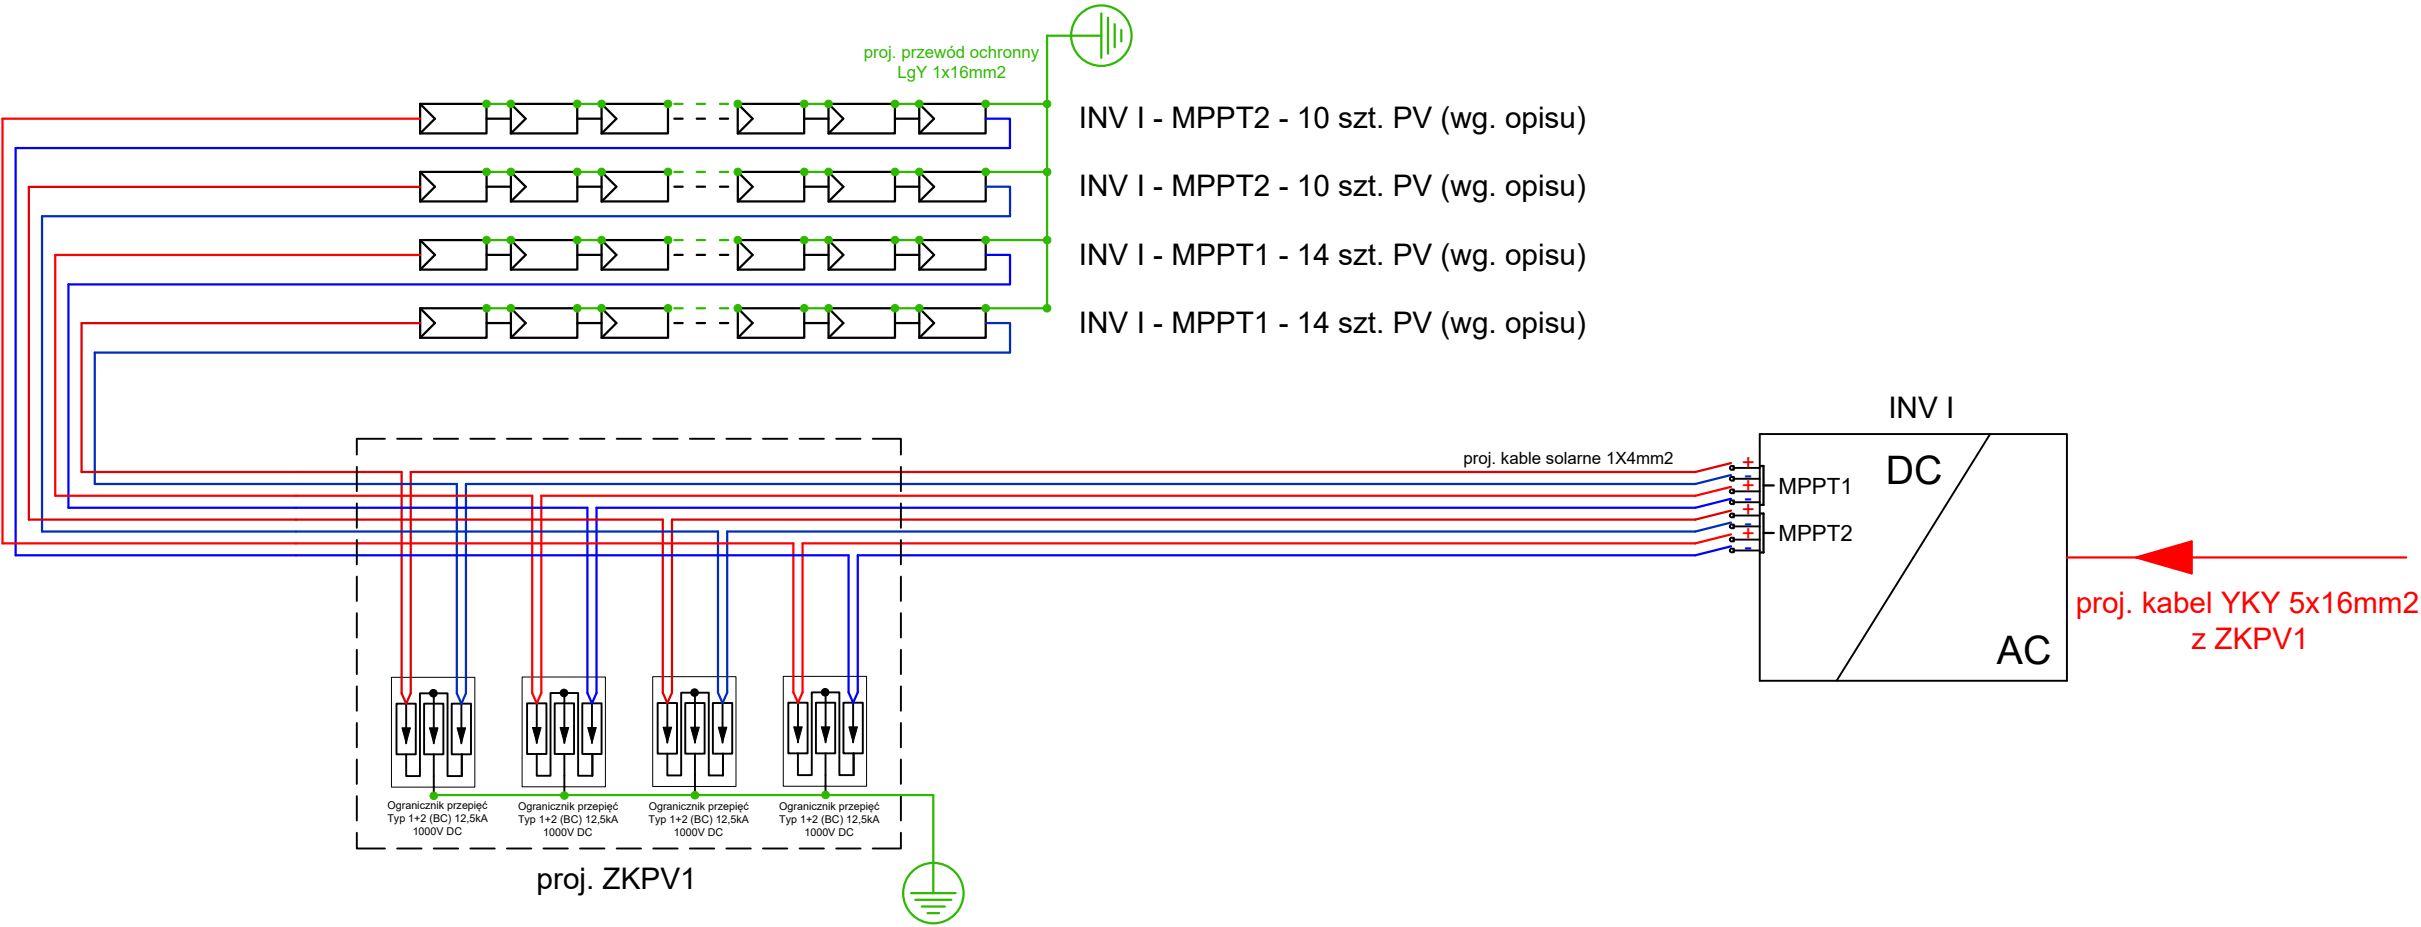 proj. przewód ochronny
LgY 1x16mm2
INV I - MPPT2 - 10 szt. PV (wg. opisu)
INV I - MPPT2 - 10 szt. PV (wg. opisu)
INV I - MPPT1 - 14 szt. PV (wg. opisu)
INV I - MPPT1 - 14 szt. PV (wg. opisu)
INV I
proj. kable solarne 1X4mm2
+
-
+
-
+
-
+
-
MPPT1
MPPT2
DC
AC
proj. kabel YKY 5x16mm2
z ZKPV1
Ogranicznik przepięć
Typ 1+2 (BC) 12,5kA
1000V DC
Ogranicznik przepięć
Typ 1+2 (BC) 12,5kA
1000V DC
Ogranicznik przepięć
Typ 1+2 (BC) 12,5kA
1000V DC
Ogranicznik przepięć
Typ 1+2 (BC) 12,5kA
1000V DC
proj. ZKPV1